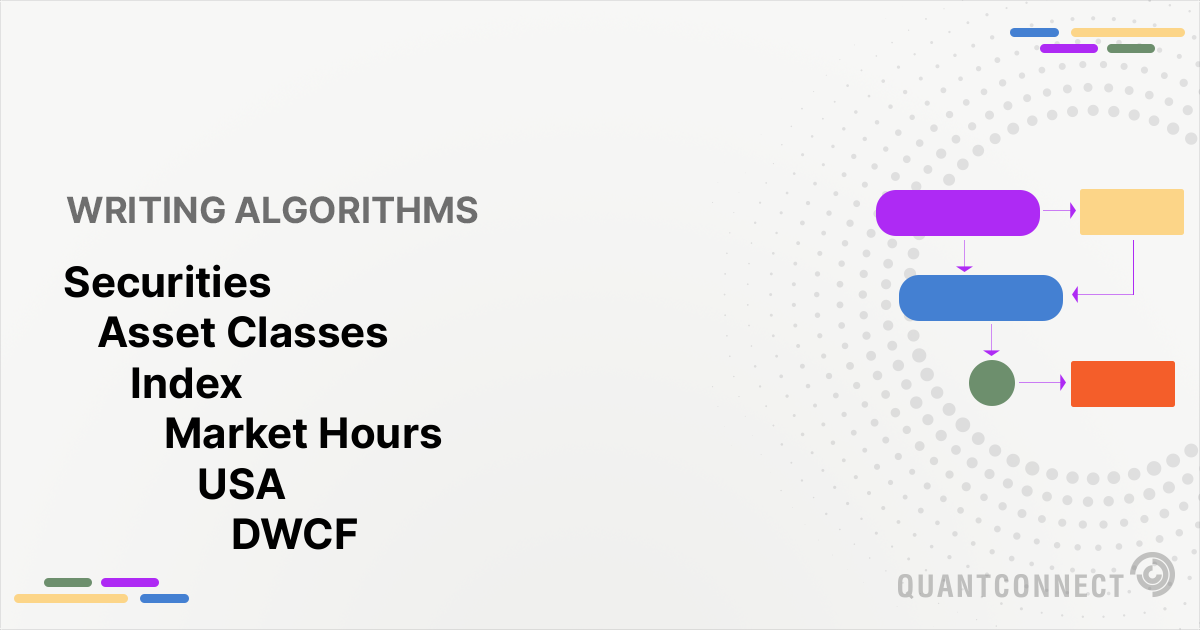 WRITING ALGORITHMS
Securities
Asset Classes
Index
Market Hours
USA
DWCF
QUANTCONNECT